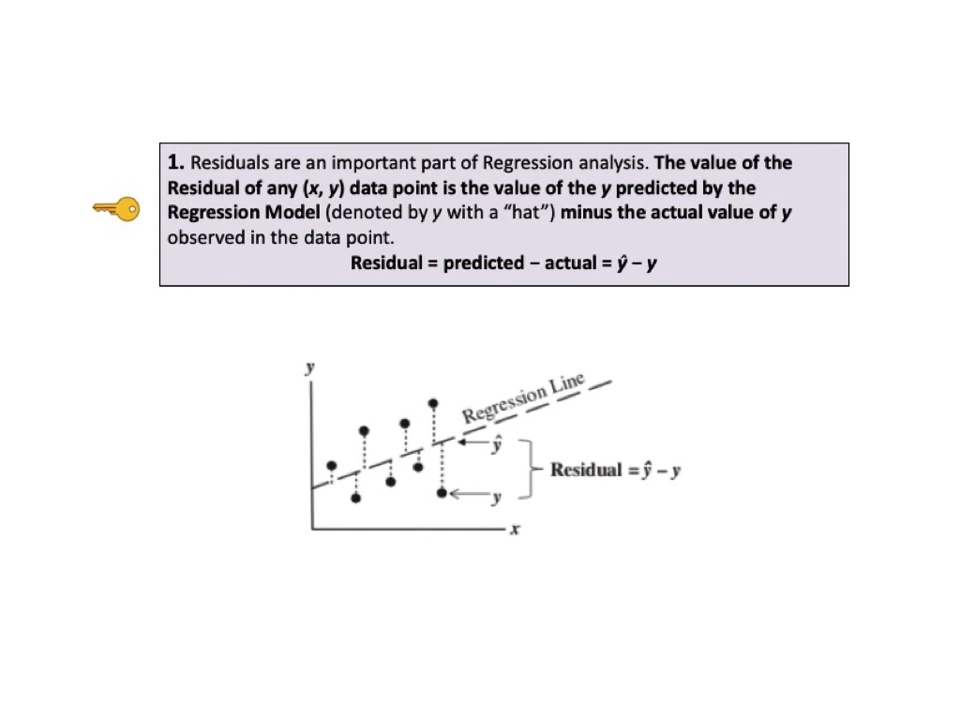 1. Residuals are an important part of Regression analysis. The value of the
Residual of any (x, y) data point is the value of the y predicted by the
Regression Model (denoted by y with a “hat”) minus the actual value of y
observed in the data point.
Residual = predicted – actual = ŷ – y
y
Regression Line
ŷ
Residual = ŷ – y
y
x